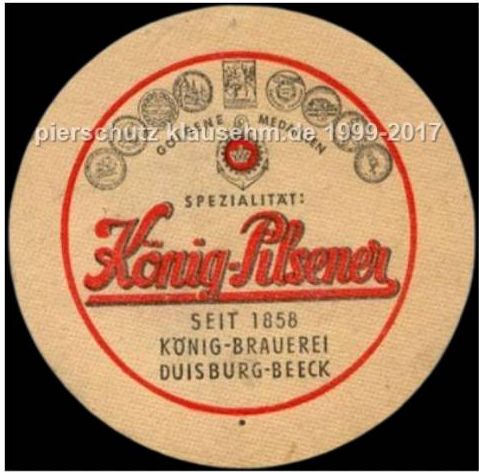 GOLDENE MEDAILLEN
pierschutz klausehm.de 1999-2017
SPEZIALITÄT:
König-Pilsener
SEIT 1858
KÖNIG-BRAUEREI
DUISBURG-BEECK